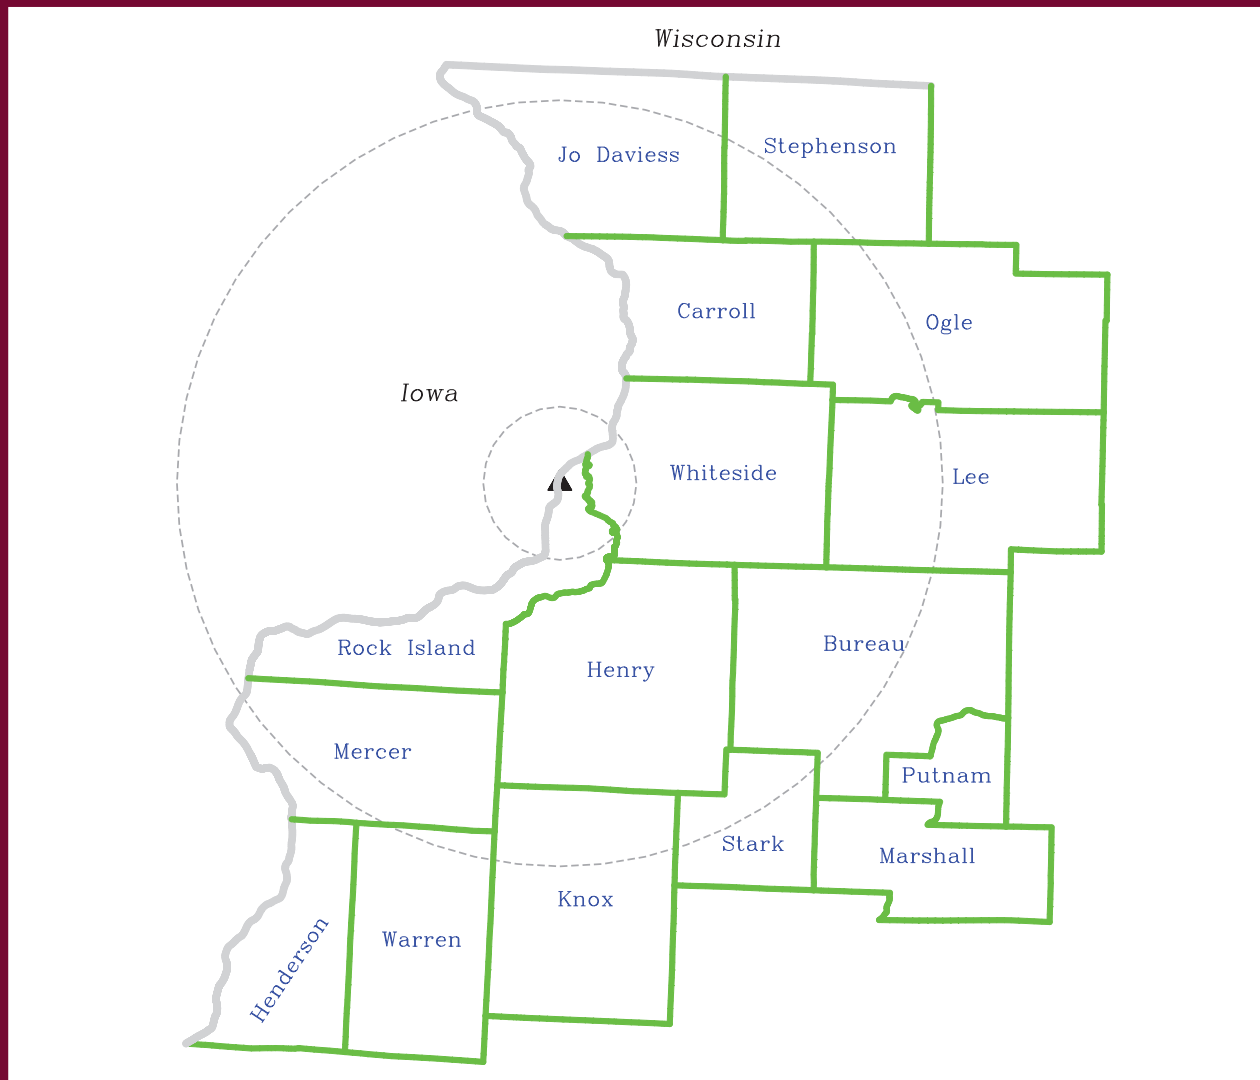 Wisconsin
Jo Daviess
Stephenson
Carroll
Ogle
Iowa
Whiteside
Lee
Rock Island
Henry
Bureau
Mercer
Putnam
Stark
Marshall
Knox
Warren
Henderson